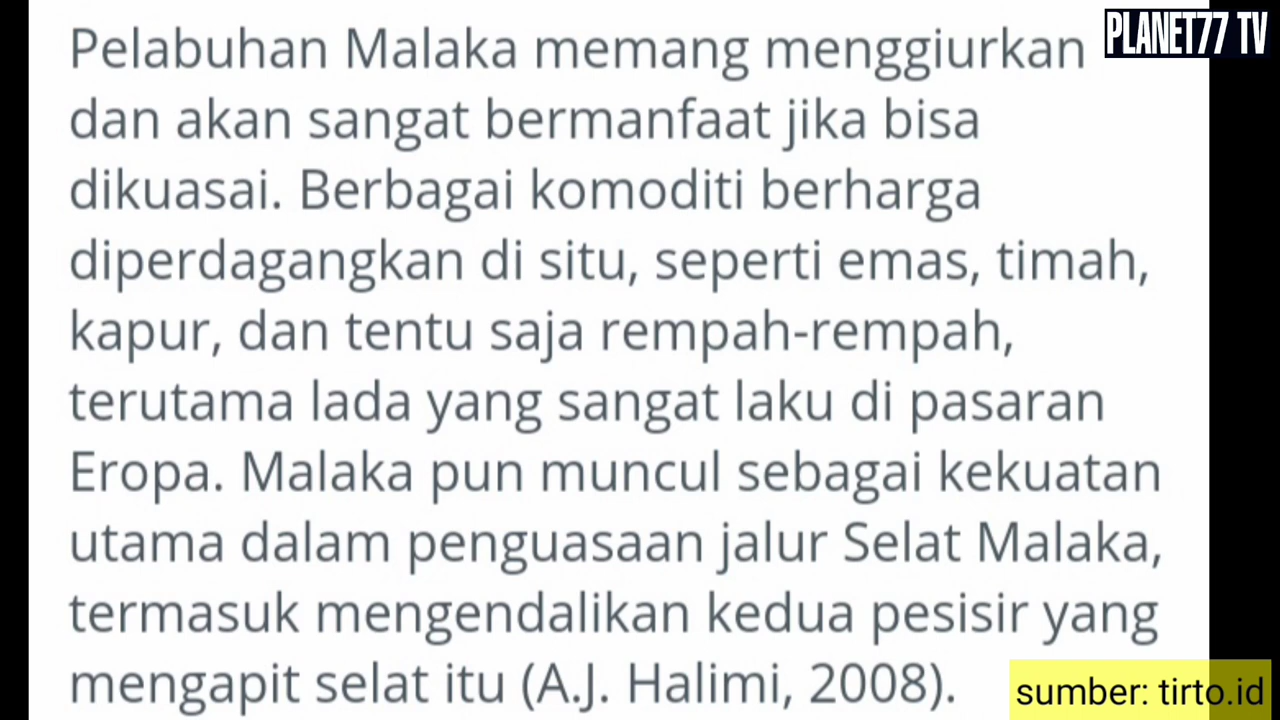 PLANET77 TV
Pelabuhan Malaka memang menggiurkan
dan akan sangat bermanfaat jika bisa
dikuasai. Berbagai komoditi berharga
diperdagangkan di situ, seperti emas, timah,
kapur, dan tentu saja rempah-rempah,
terutama lada yang sangat laku di pasaran
Eropa. Malaka pun muncul sebagai kekuatan
utama dalam penguasaan jalur Selat Malaka,
termasuk mengendalikan kedua pesisir yang
mengapit selat itu (A.J. Halimi, 2008).
sumber: tirto.id